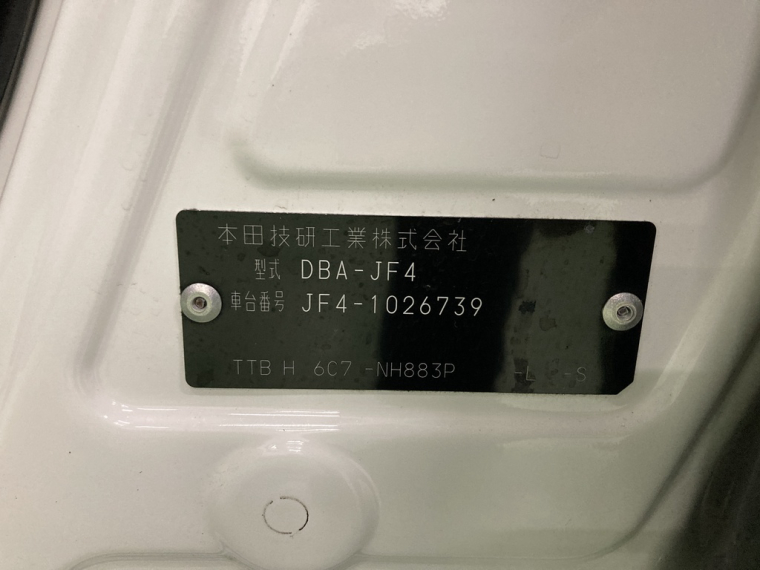 本田技研工業株式会社
型式 DBA-JF4
車台番号 JF4-1026739
TTB H 6C7 -NH883P -L -S